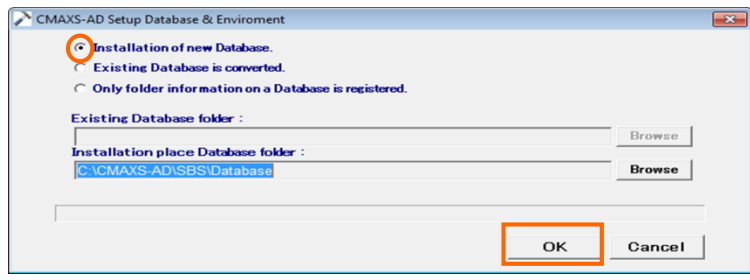 CMAXS-AD Setup Database & Enviroment
Installation of new Database.
Existing Database is converted.
Only folder information on a Database is registered.
Existing Database folder :
Browse
Installation place Database folder :
C:\CMAXS-AD\SBS\Database
Browse
OK
Cancel